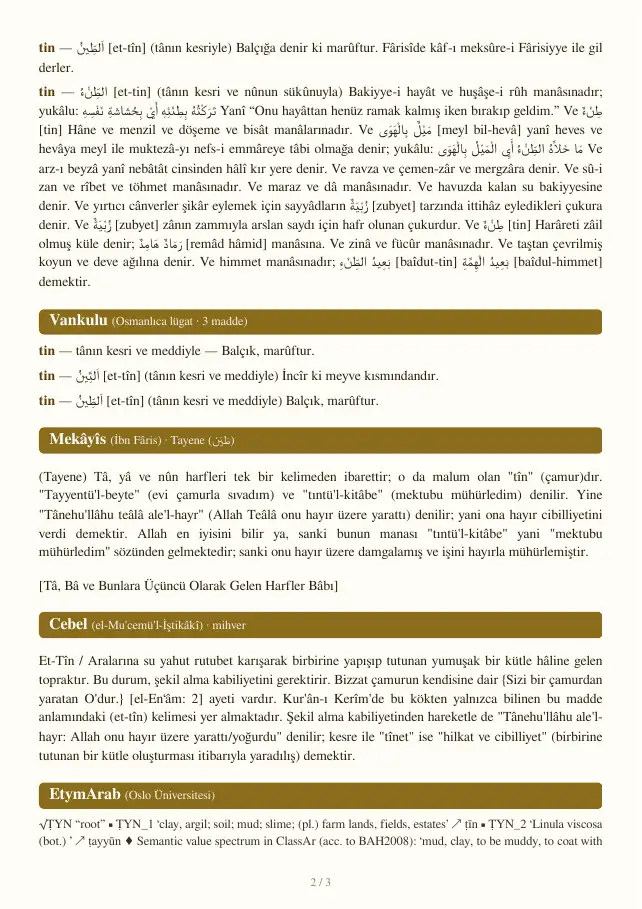 tin — اَلطِّينُ [et-tîn] (tânın kesriyle) Balçığa denir ki marûftur. Fârisîde kâf-ı meksûre-i Fârisiyye ile gil
derler.
tin — الطِّنْءُ [et-tin] (tânın kesri ve nûnun sükûnuyla) Bakiyye-i hayât ve huşâşe-i rûh manâsınadır;
yukâlu: تَرَكْتُهُ بِطِنْئِهِ أَيْ بِحُشَاشَةِ نَفْسِهِ Yanî “Onu hayâttan henüz ramak kalmış iken bırakıp geldim.” Ve طِنْءٌ
[tin] Hâne ve menzil ve döşeme ve bisât manâlarınadır. Ve مَيْلٌ بِالْهَوَى [meyl bil-hevâ] yanî heves ve
hevâya meyl ile muktezâ-yı nefs-i emmâreye tâbi olmağa denir; yukâlu: مَا خَلاَهُ الطِّنْءُ أَيِ الْمَيْلُ بِالْهَوَى Ve
arz-ı beyzâ yanî nebâtât cinsinden hâlî kır yere denir. Ve ravza ve çemen-zâr ve mergzâra denir. Ve sû-i
zan ve rîbet ve töhmet manâsınadır. Ve maraz ve dâ manâsınadır. Ve havuzda kalan su bakiyyesine
denir. Ve yırtıcı cânverler şikâr eylemek için sayyâdların زُبْيَةٌ [zubyet] tarzında ittihâz eyledikleri çukura
denir. Ve زُبْيَةٌ [zubyet] zânın zammıyla arslan saydı için hafr olunan çukurdur. Ve طِنْءٌ [tin] Harâreti zâil
olmuş küle denir; رَمَادٌ هَامِدٌ [remâd hâmid] manâsına. Ve zinâ ve fücûr manâsınadır. Ve taştan çevrilmiş
koyun ve deve ağılına denir. Ve himmet manâsınadır; بَعِيدُ الطِّنْءِ [baîdut-tin] بَعِيدُ الْهِمَّةِ [baîdul-himmet]
demektir.
Vankulu (Osmanlıca lügat · 3 madde)
tin — tânın kesri ve meddiyle — Balçık, marûftur.
tin — اَلتِّينُ [et-tîn] (tânın kesri ve meddiyle) İncîr ki meyve kısmındandır.
tin — اَلطِّينُ [et-tîn] (tânın kesri ve meddiyle) Balçık, marûftur.
Mekâyîs (İbn Fâris) · Tayene (طَيَنَ)
(Tayene) Tâ, yâ ve nûn harfleri tek bir kelimeden ibarettir; o da malum olan "tîn" (çamur)dır.
"Tayyentü'l-beyte" (evi çamurla sıvadım) ve "tıntü'l-kitâbe" (mektubu mühürledim) denilir. Yine
"Tânehu'llâhu teâlâ ale'l-hayr" (Allah Teâlâ onu hayır üzere yarattı) denilir; yani ona hayır cibilliyetini
verdi demektir. Allah en iyisini bilir ya, sanki bunun manası "tıntü'l-kitâbe" yani "mektubu
mühürledim" sözünden gelmektedir; sanki onu hayır üzere damgalamış ve işini hayırla mühürlemiştir.
[Tâ, Bâ ve Bunlara Üçüncü Olarak Gelen Harfler Bâbı]
Cebel (el-Mu'cemü'l-İştikâkî) · mihver
Et-Tîn / Aralarına su yahut rutubet karışarak birbirine yapışıp tutunan yumuşak bir kütle hâline gelen
topraktır. Bu durum, şekil alma kabiliyetini gerektirir. Bizzat çamurun kendisine dair {Sizi bir çamurdan
yaratan O'dur.} [el-En'âm: 2] ayeti vardır. Kur'ân-ı Kerîm'de bu kökten yalnızca bilinen bu madde
anlamındaki (et-tîn) kelimesi yer almaktadır. Şekil alma kabiliyetinden hareketle de "Tânehu'llâhu ale'l-
hayr: Allah onu hayır üzere yarattı/yoğurdu" denilir; kesre ile "tînet" ise "hilkat ve cibilliyet" (birbirine
tutunan bir kütle oluşturması itibarıyla yaradılış) demektir.
EtymArab (Oslo Üniversitesi)
√ṬYN “root” ▪ ṬYN_1 ‘clay, argil; soil; mud; slime; (pl.) farm lands, fields, estates’ ↗ ṭīn ▪ ṬYN_2 ‘Linula viscosa
(bot.) ’ ↗ ṭayyūn ♦ Semantic value spectrum in ClassAr (acc. to BAH2008): ‘mud, clay, to be muddy, to coat with
2 / 3